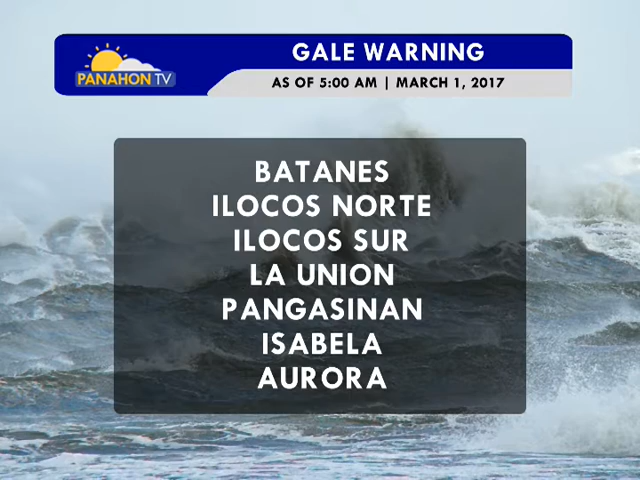 PANAHON TV
GALE WARNING
AS OF 5:00 AM | MARCH 1, 2017
BATANES
ILOCOS NORTE
ILOCOS SUR
LA UNION
PANGASINAN
ISABELA
AURORA